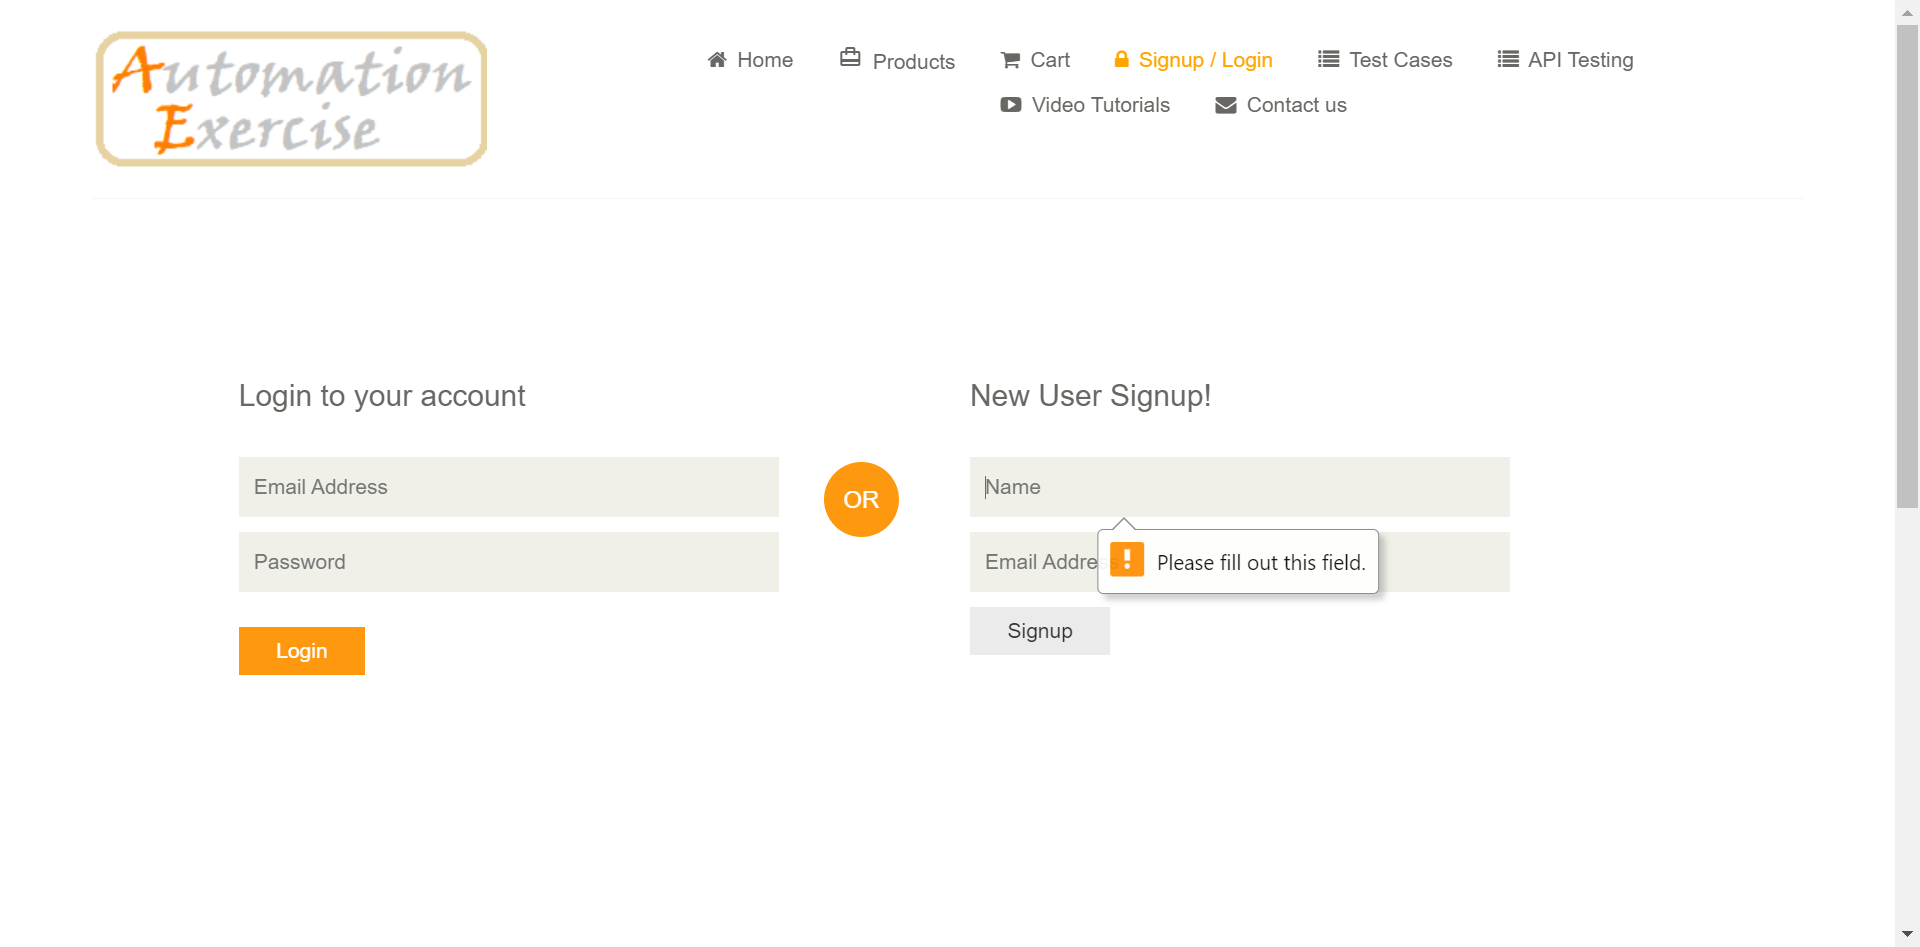 Automation
Exercise
Home
Products
Cart
Signup / Login
Test Cases
API Testing
Video Tutorials
Contact us
Login to your account
Email Address
Password
Login
OR
New User Signup!
Name
Email Addres
Please fill out this field.
Signup